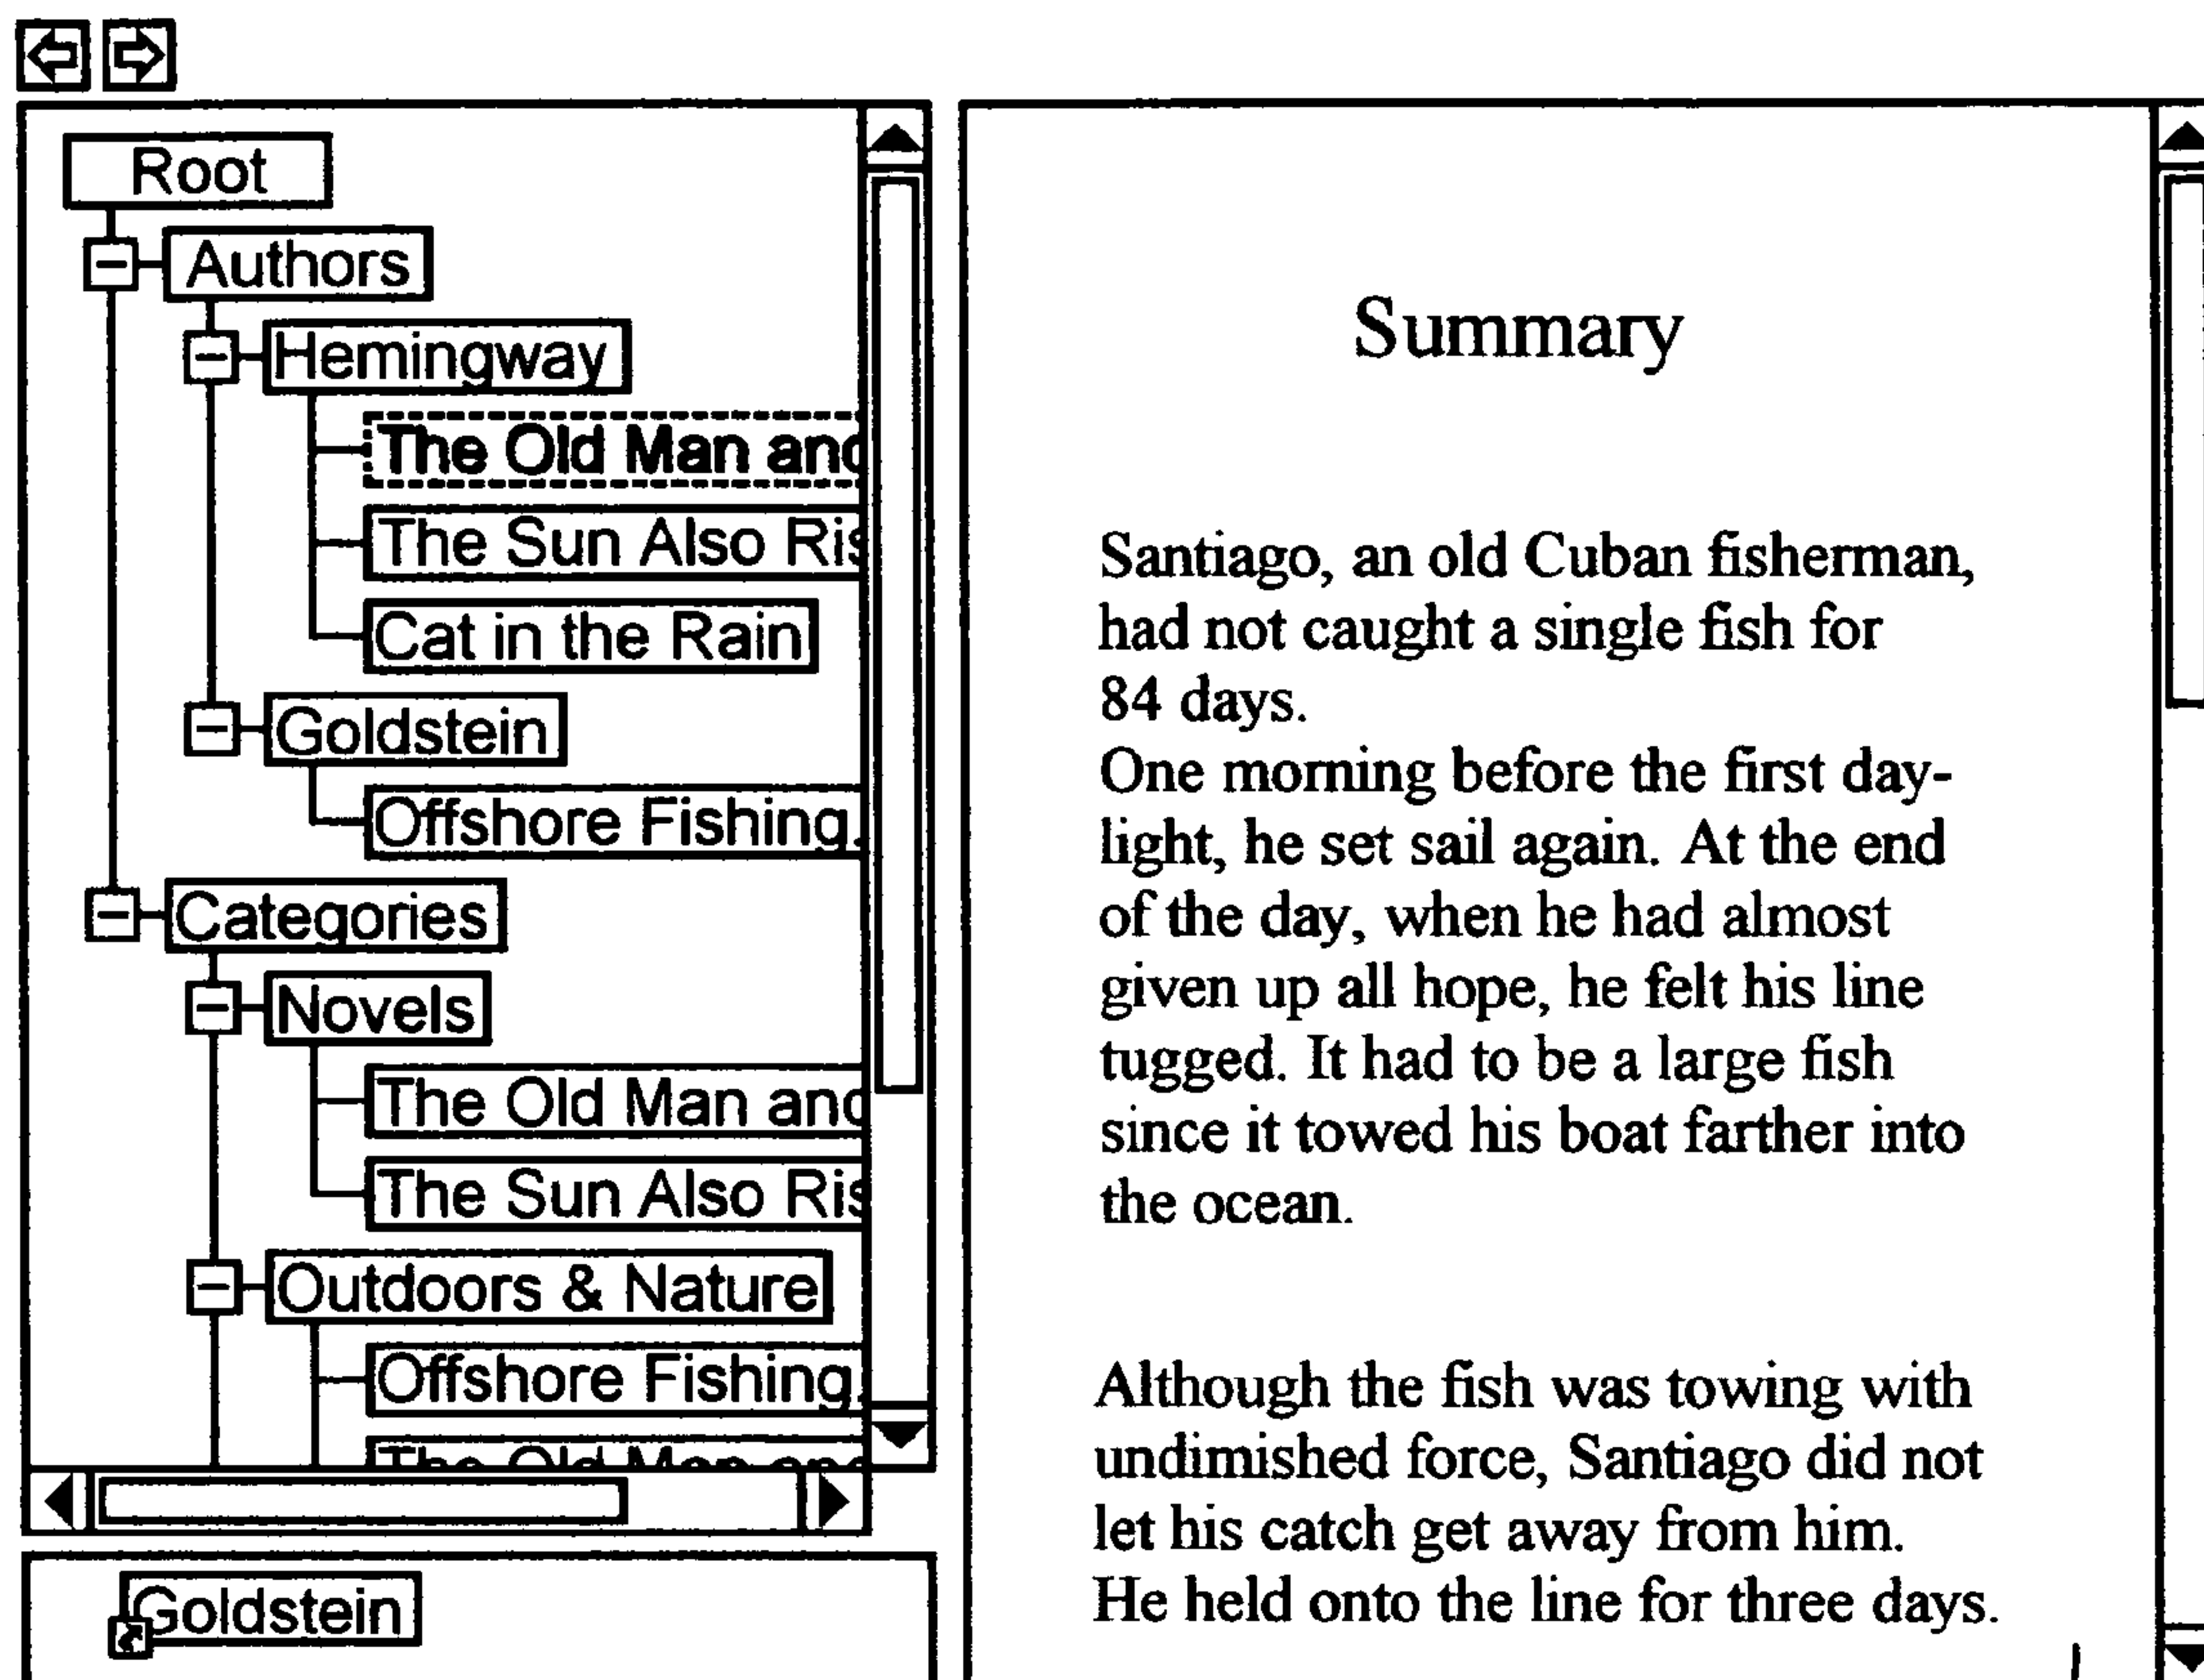 Root
Authors
Hemingway
The Old Man and
The Sun Also Ris
Cat in the Rain
Goldstein
Offshore Fishing
Categories
Novels
The Old Man and
The Sun Also Ris
Outdoors & Nature
Offshore Fishing
The Old Man and
Goldstein
Summary
Santiago, an old Cuban fisherman,
had not caught a single fish for
84 days.
One morning before the first day-
light, he set sail again. At the end
of the day, when he had almost
given up all hope, he felt his line
tugged. It had to be a large fish
since it towed his boat farther into
the ocean.
Although the fish was towing with
undimished force, Santiago did not
let his catch get away from him.
He held onto the line for three days.